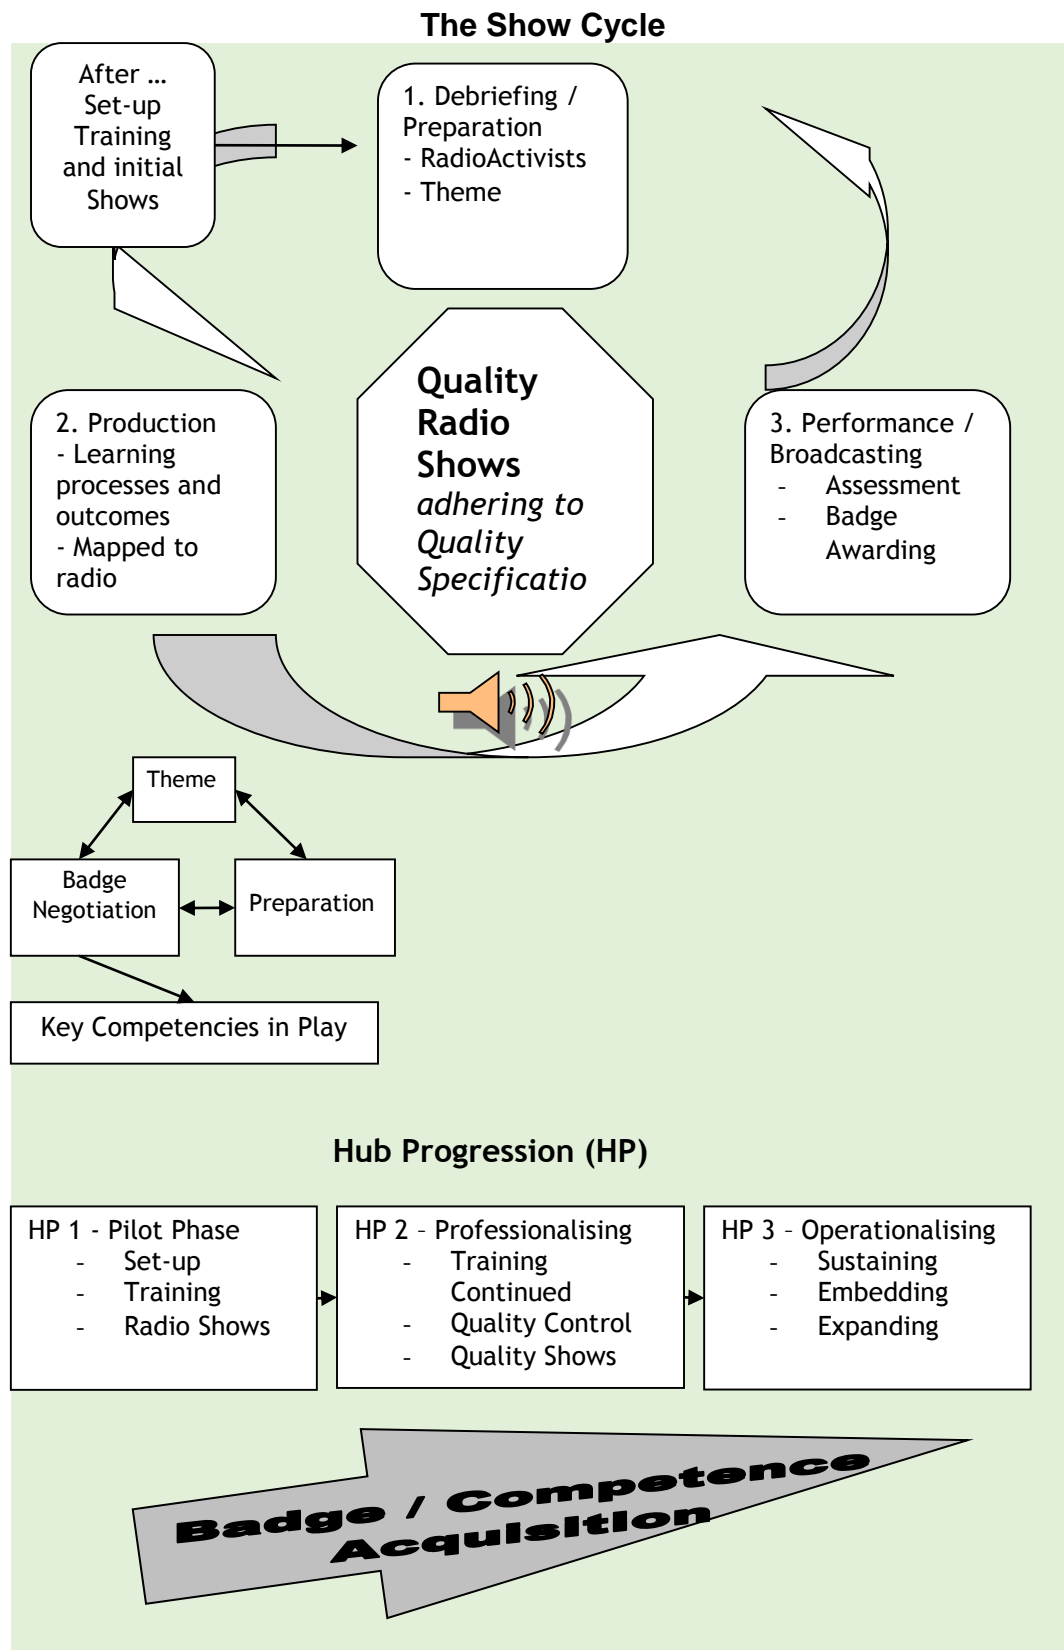 The Show Cycle
After …
Set-up
Training
and initial
Shows
1. Debriefing /
Preparation
- RadioActivists
- Theme
Quality
Radio
Shows
adhering to
Quality
Specificatio
2. Production
- Learning
processes and
outcomes
- Mapped to
radio
3. Performance /
Broadcasting
- Assessment
- Badge
Awarding
Theme
Badge
Negotiation
Preparation
Key Competencies in Play
Hub Progression (HP)
HP 1 - Pilot Phase
- Set-up
- Training
- Radio Shows
HP 2 – Professionalising
- Training
Continued
- Quality Control
- Quality Shows
HP 3 – Operationalising
- Sustaining
- Embedding
- Expanding
Badge / Competence
Acquisition